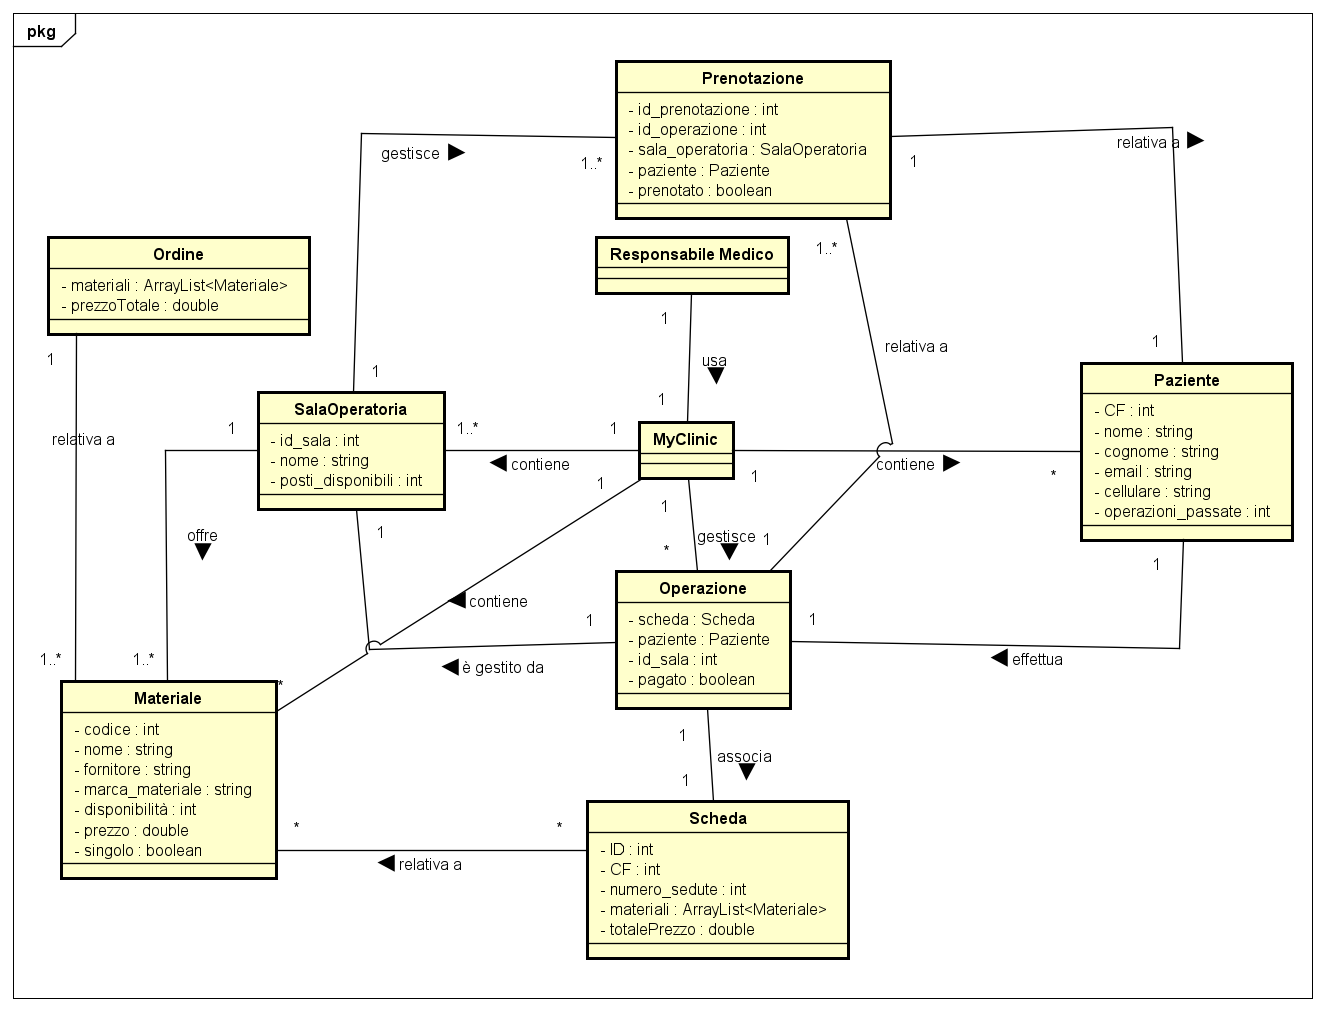 pkg
Prenotazione
- id_prenotazione : int
- id_operazione : int
- sala_operatoria : SalaOperatoria
- paziente : Paziente
- prenotato : boolean
gestisce
1..*
1
relativa a
Ordine
- materiali : ArrayList<Materiale>
- prezzoTotale : double
Responsabile Medico
1..*
1
usa
1
1
relativa a
1
1
relativa a
1
SalaOperatoria
- id_sala : int
- nome : string
- posti_disponibili : int
1
1..*
contiene
1
MyClinic
1
contiene
*
Paziente
- CF : int
- nome : string
- cognome : string
- email : string
- cellulare : string
- operazioni_passate : int
1
offre
1
contiene
1
gestisce
*
1
Operazione
- scheda : Scheda
- paziente : Paziente
- id_sala : int
- pagato : boolean
1
è gestito da
1
effettua
1
1..*
1..*
*
Materiale
- codice : int
- nome : string
- fornitore : string
- marca_materiale : string
- disponibilità : int
- prezzo : double
- singolo : boolean
1
associa
1
*
relativa a
*
Scheda
- ID : int
- CF : int
- numero_sedute : int
- materiali : ArrayList<Materiale>
- totalePrezzo : double